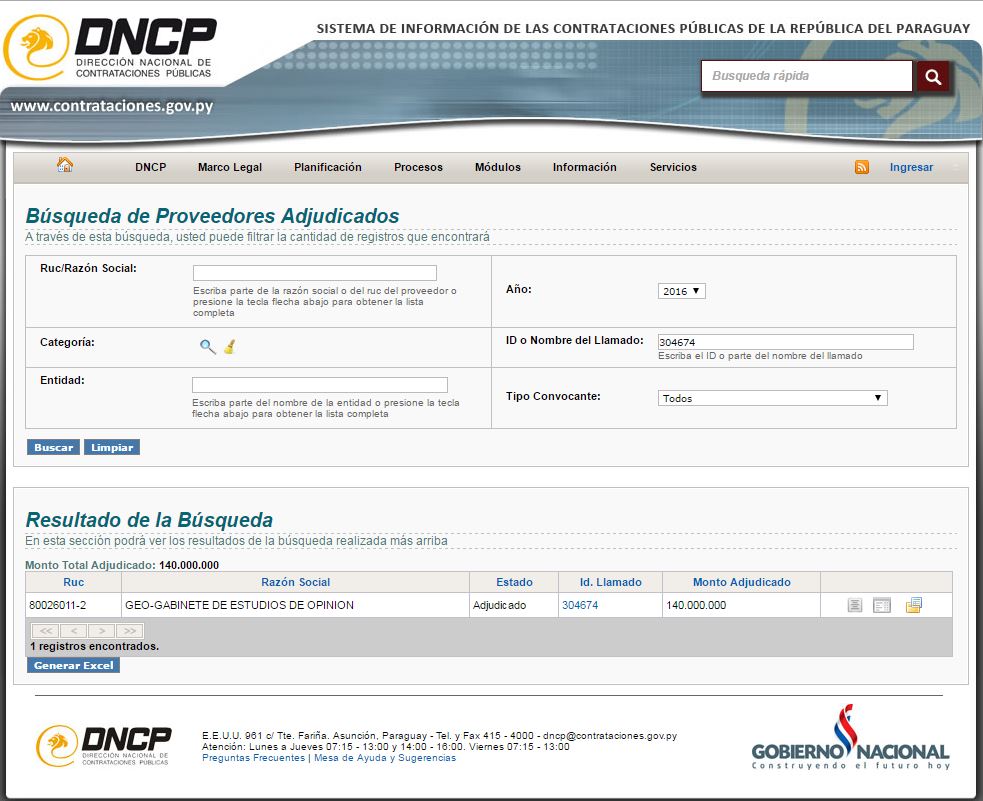 DNCP
DIRECCIÓN NACIONAL DE
CONTRATACIONES PÚBLICAS
www.contrataciones.gov.py
SISTEMA DE INFORMACIÓN DE LAS CONTRATACIONES PÚBLICAS DE LA REPÚBLICA DEL PARAGUAY
Busqueda rápida
DNCP Marco Legal Planificación Procesos Módulos Información Servicios Ingresar
Búsqueda de Proveedores Adjudicados
A través de esta búsqueda, usted puede filtrar la cantidad de registros que encontrará
Ruc/Razón Social:
Escriba parte de la razón social o del ruc del proveedor o
presione la tecla flecha abajo para obtener la lista
completa
Año: 2016
Categoría:
ID o Nombre del Llamado: 304674
Escriba el ID o parte del nombre del llamado
Entidad:
Escriba parte del nombre de la entidad o presione la tecla
flecha abajo para obtener la lista completa
Tipo Convocante: Todos
Buscar Limpiar
Resultado de la Búsqueda
En esta sección podrá ver los resultados de la búsqueda realizada más arriba
Monto Total Adjudicado: 140.000.000
Ruc Razón Social Estado Id. Llamado Monto Adjudicado
80026011-2 GEO-GABINETE DE ESTUDIOS DE OPINION Adjudicado 304674 140.000.000
<< < > >>
1 registros encontrados.
Generar Excel
DNCP
DIRECCIÓN NACIONAL DE
CONTRATACIONES PÚBLICAS
E.E.U.U. 961 c/ Tte. Fariña. Asunción, Paraguay - Tel. y Fax 415 - 4000 - dncp@contrataciones.gov.py
Atención: Lunes a Jueves 07:15 - 13:00 y 14:00 - 16:00. Viernes 07:15 - 13:00
Preguntas Frecuentes | Mesa de Ayuda y Sugerencias
GOBIERNO NACIONAL
Construyendo el futuro hoy